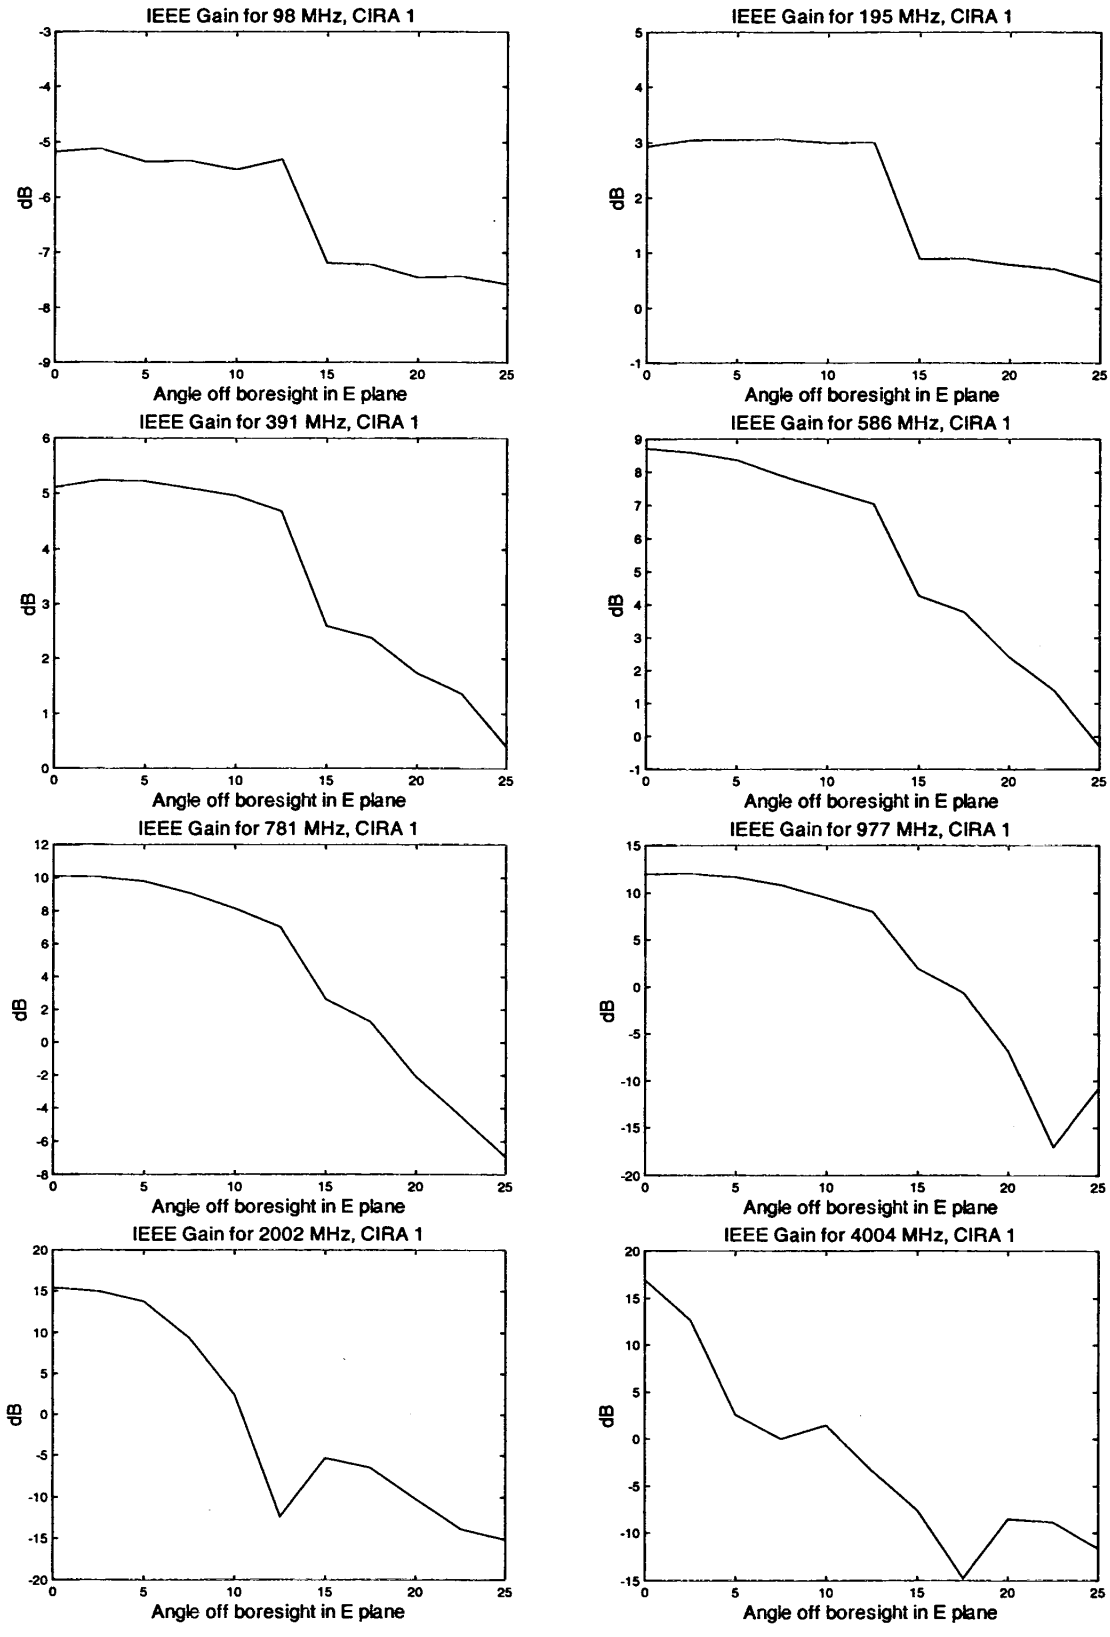 IEEE Gain for 98 MHz, CIRA 1
-3
-4
-5
-6
-7
-8
-9
dB
0 5 10 15 20 25
Angle off boresight in E plane
IEEE Gain for 195 MHz, CIRA 1
5
4
3
2
1
0
-1
dB
0 5 10 15 20 25
Angle off boresight in E plane
IEEE Gain for 391 MHz, CIRA 1
6
5
4
3
2
1
0
dB
0 5 10 15 20 25
Angle off boresight in E plane
IEEE Gain for 586 MHz, CIRA 1
9
8
7
6
5
4
3
2
1
0
-1
dB
0 5 10 15 20 25
Angle off boresight in E plane
IEEE Gain for 781 MHz, CIRA 1
12
10
8
6
4
2
0
-2
-4
-6
-8
dB
0 5 10 15 20 25
Angle off boresight in E plane
IEEE Gain for 977 MHz, CIRA 1
15
10
5
0
-5
-10
-15
-20
dB
0 5 10 15 20 25
Angle off boresight in E plane
IEEE Gain for 2002 MHz, CIRA 1
20
15
10
5
0
-5
-10
-15
-20
dB
0 5 10 15 20 25
Angle off boresight in E plane
IEEE Gain for 4004 MHz, CIRA 1
20
15
10
5
0
-5
-10
-15
dB
0 5 10 15 20 25
Angle off boresight in E plane